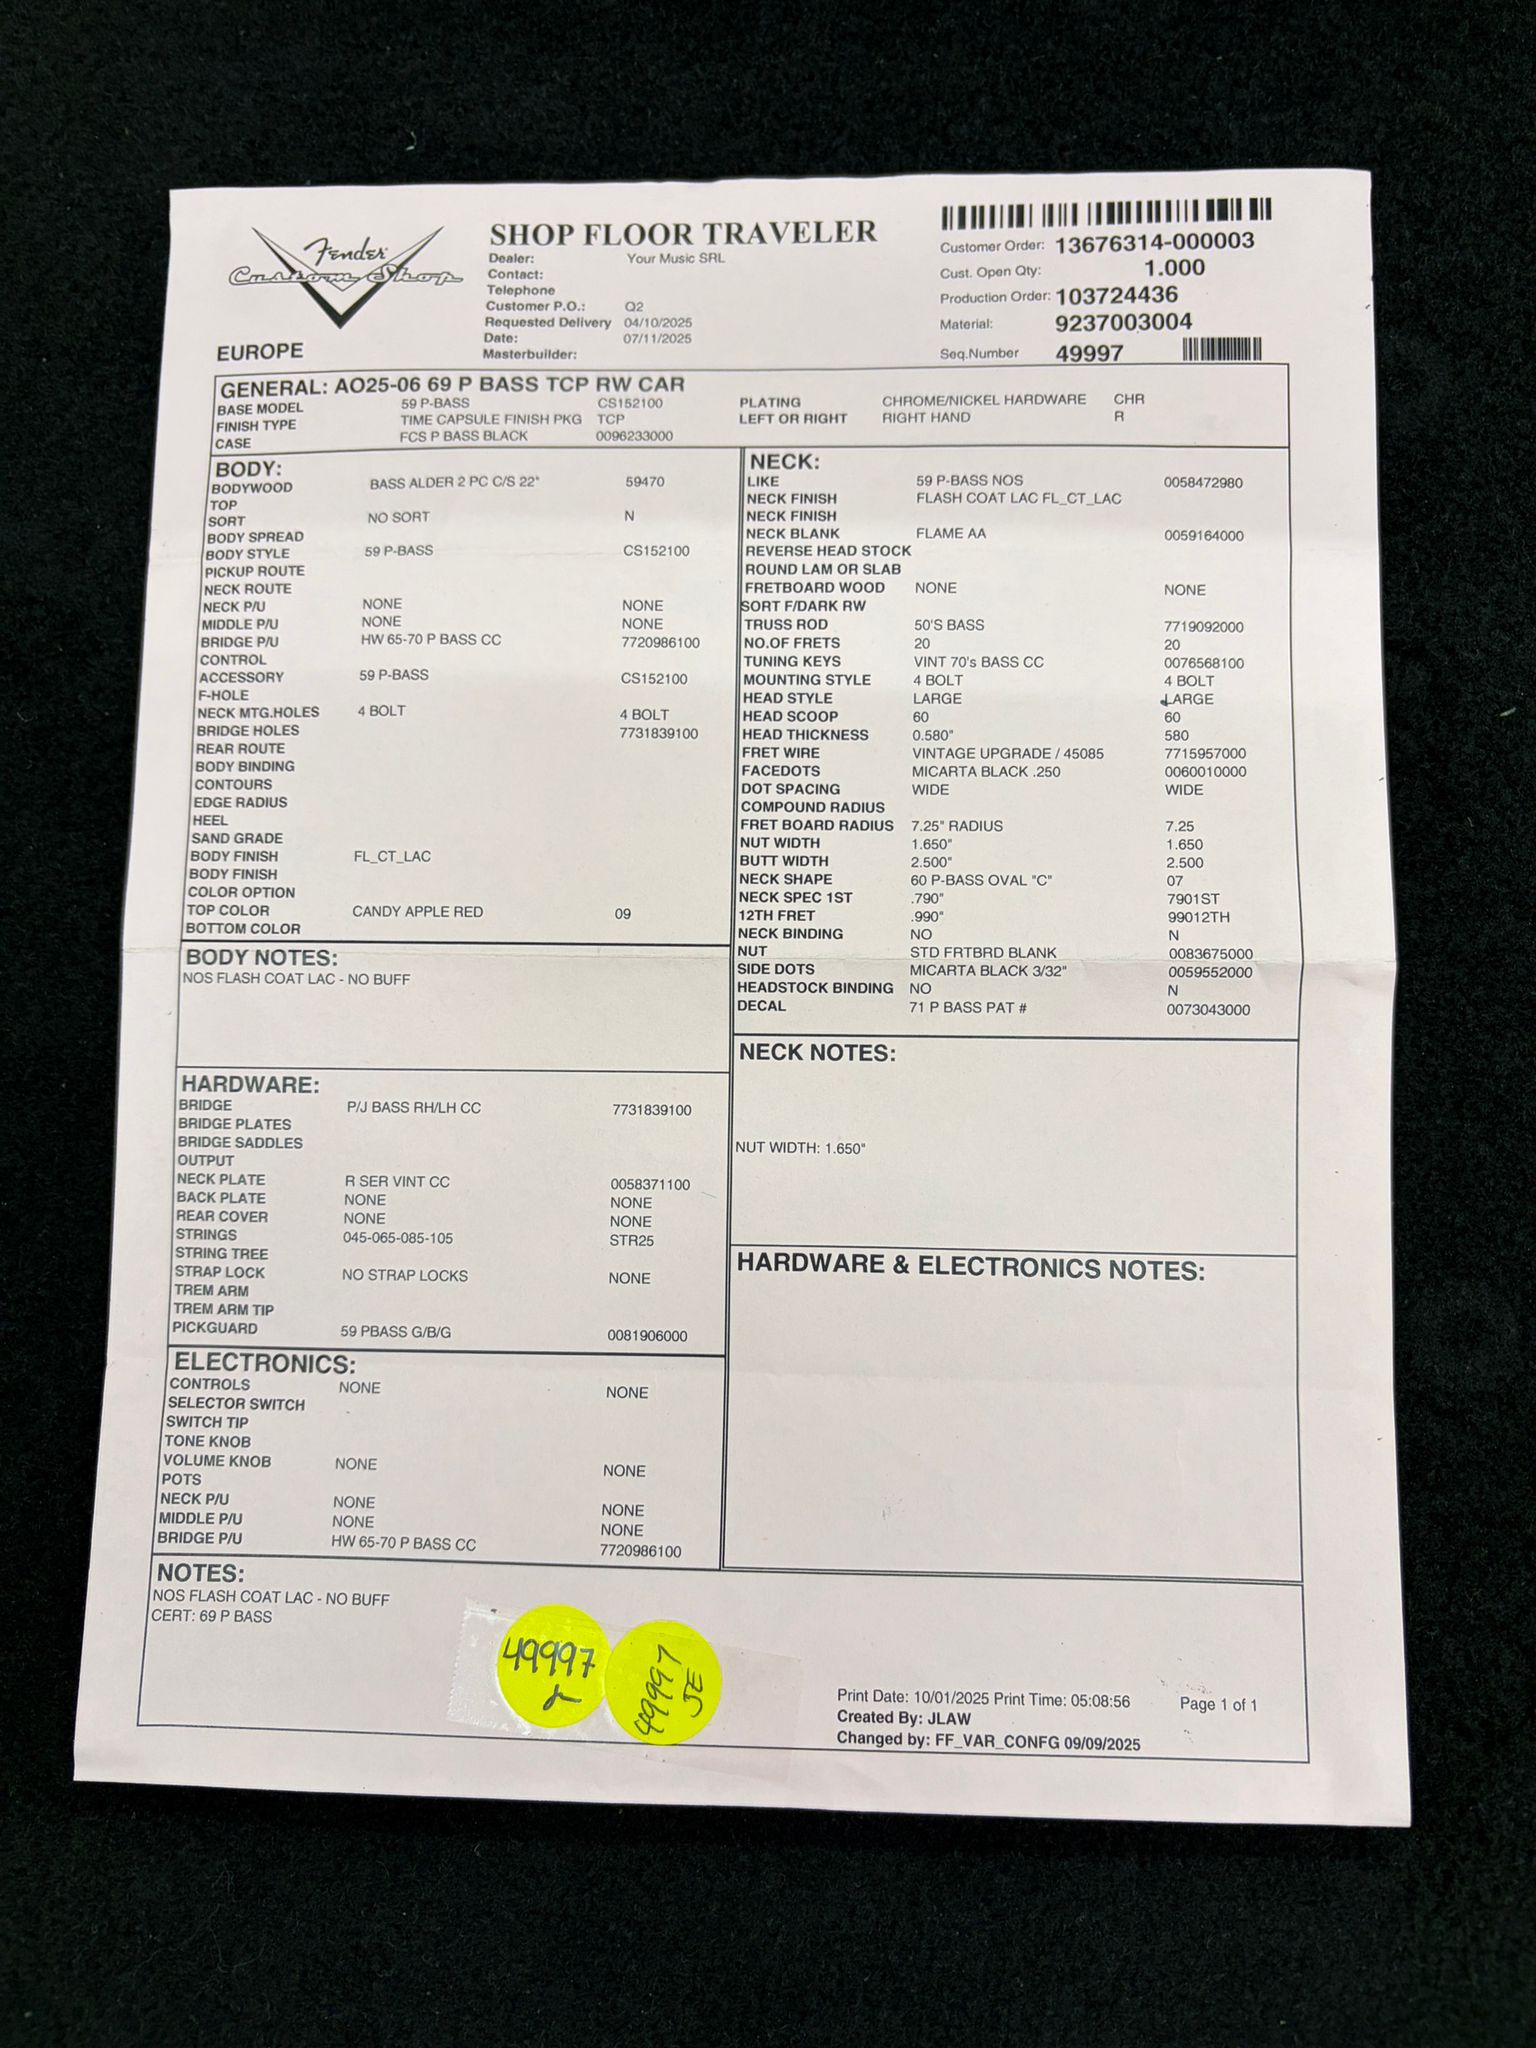 Fender
Custom Shop
EUROPE
SHOP FLOOR TRAVELER
Dealer: Your Music SRL
Contact:
Telephone
Customer P.O.: Q2
Requested Delivery 04/10/2025
Date: 07/11/2025
Masterbuilder:
Customer Order: 13676314-000003
Cust. Open Qty: 1.000
Production Order: 103724436
Material: 9237003004
Seq.Number 49997
GENERAL: AO25-06 69 P BASS TCP RW CAR
BASE MODEL 59 P-BASS CS152100 PLATING CHROME/NICKEL HARDWARE CHR
FINISH TYPE TIME CAPSULE FINISH PKG TCP LEFT OR RIGHT RIGHT HAND R
CASE FCS P BASS BLACK 0096233000
BODY:
BODYWOOD BASS ALDER 2 PC C/S 22" 59470
TOP
SORT NO SORT N
BODY SPREAD
BODY STYLE 59 P-BASS CS152100
PICKUP ROUTE
NECK ROUTE
NECK P/U NONE NONE
MIDDLE P/U NONE NONE
BRIDGE P/U HW 65-70 P BASS CC 7720986100
CONTROL
ACCESSORY 59 P-BASS CS152100
F-HOLE
NECK MTG.HOLES 4 BOLT 4 BOLT
BRIDGE HOLES 7731839100
REAR ROUTE
BODY BINDING
CONTOURS
EDGE RADIUS
HEEL
SAND GRADE
BODY FINISH FL_CT_LAC
BODY FINISH
COLOR OPTION
TOP COLOR CANDY APPLE RED 09
BOTTOM COLOR
BODY NOTES:
NOS FLASH COAT LAC - NO BUFF
HARDWARE:
BRIDGE P/J BASS RH/LH CC 7731839100
BRIDGE PLATES
BRIDGE SADDLES
OUTPUT
NECK PLATE R SER VINT CC 0058371100
BACK PLATE NONE NONE
REAR COVER NONE NONE
STRINGS 045-065-085-105 STR25
STRING TREE
STRAP LOCK NO STRAP LOCKS NONE
TREM ARM
TREM ARM TIP
PICKGUARD 59 PBASS G/B/G 0081906000
ELECTRONICS:
CONTROLS NONE NONE
SELECTOR SWITCH
SWITCH TIP
TONE KNOB
VOLUME KNOB NONE NONE
POTS
NECK P/U NONE NONE
MIDDLE P/U NONE NONE
BRIDGE P/U HW 65-70 P BASS CC 7720986100
NECK:
LIKE 59 P-BASS NOS 0058472980
NECK FINISH FLASH COAT LAC FL_CT_LAC
NECK FINISH
NECK BLANK FLAME AA 0059164000
REVERSE HEAD STOCK
ROUND LAM OR SLAB
FRETBOARD WOOD NONE NONE
SORT F/DARK RW
TRUSS ROD 50'S BASS 7719092000
NO.OF FRETS 20 20
TUNING KEYS VINT 70's BASS CC 0076568100
MOUNTING STYLE 4 BOLT 4 BOLT
HEAD STYLE LARGE LARGE
HEAD SCOOP 60 60
HEAD THICKNESS 0.580" 580
FRET WIRE VINTAGE UPGRADE / 45085 7715957000
FACEDOTS MICARTA BLACK .250 0060010000
DOT SPACING WIDE WIDE
COMPOUND RADIUS
FRET BOARD RADIUS 7.25" RADIUS 7.25
NUT WIDTH 1.650" 1.650
BUTT WIDTH 2.500" 2.500
NECK SHAPE 60 P-BASS OVAL "C" 07
NECK SPEC 1ST .790" 7901ST
12TH FRET .990" 99012TH
NECK BINDING NO N
NUT STD FRTBRD BLANK 0083675000
SIDE DOTS MICARTA BLACK 3/32" 0059552000
HEADSTOCK BINDING NO N
DECAL 71 P BASS PAT # 0073043000
NECK NOTES:
NUT WIDTH: 1.650"
HARDWARE & ELECTRONICS NOTES:
NOTES:
NOS FLASH COAT LAC - NO BUFF
CERT: 69 P BASS
49997
49997
JE
Print Date: 10/01/2025 Print Time: 05:08:56 Page 1 of 1
Created By: JLAW
Changed by: FF_VAR_CONFG 09/09/2025